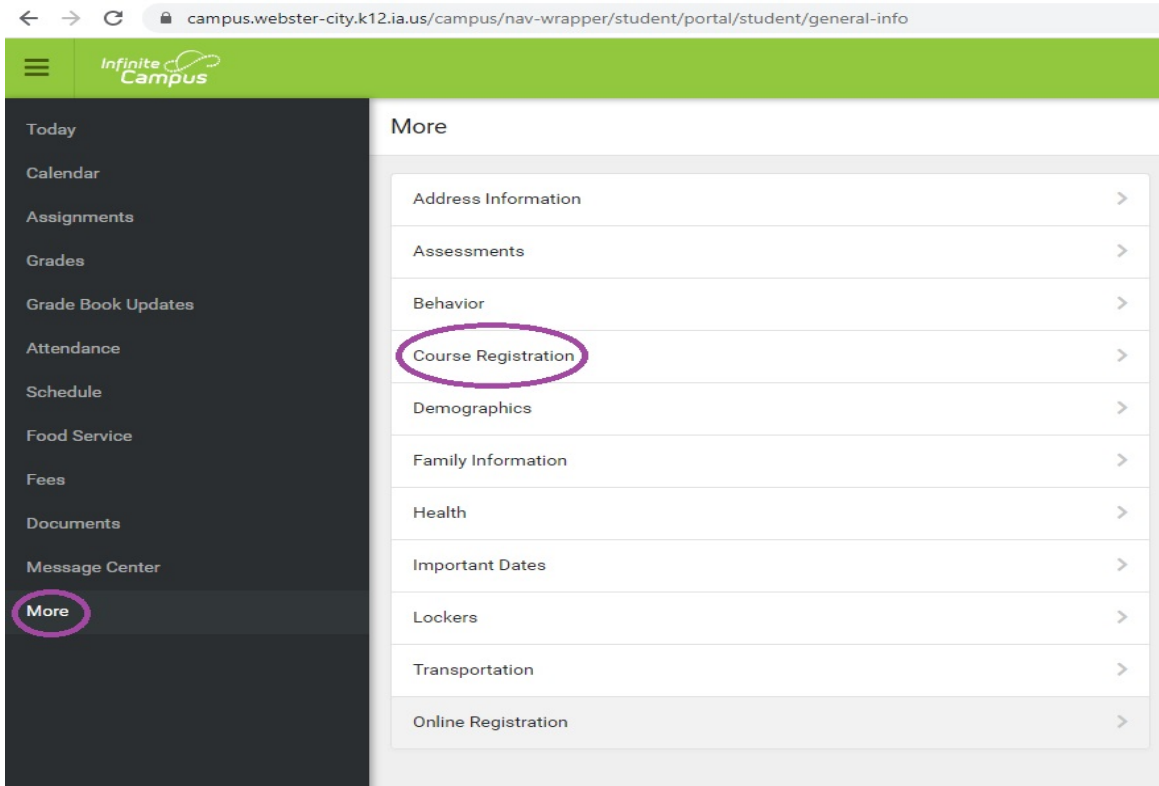 campus.webster-city.k12.ia.us/campus/nav-wrapper/student/portal/student/general-info
Infinite
Campus
Today
Calendar
Assignments
Grades
Grade Book Updates
Attendance
Schedule
Food Service
Fees
Documents
Message Center
More
More
Address Information
Assessments
Behavior
Course Registration
Demographics
Family Information
Health
Important Dates
Lockers
Transportation
Online Registration